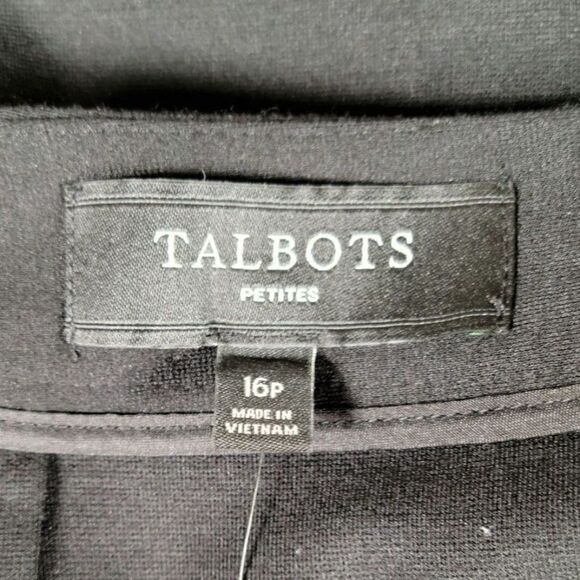 TALBOTS
PETITES
16P
MADE IN
VIETNAM